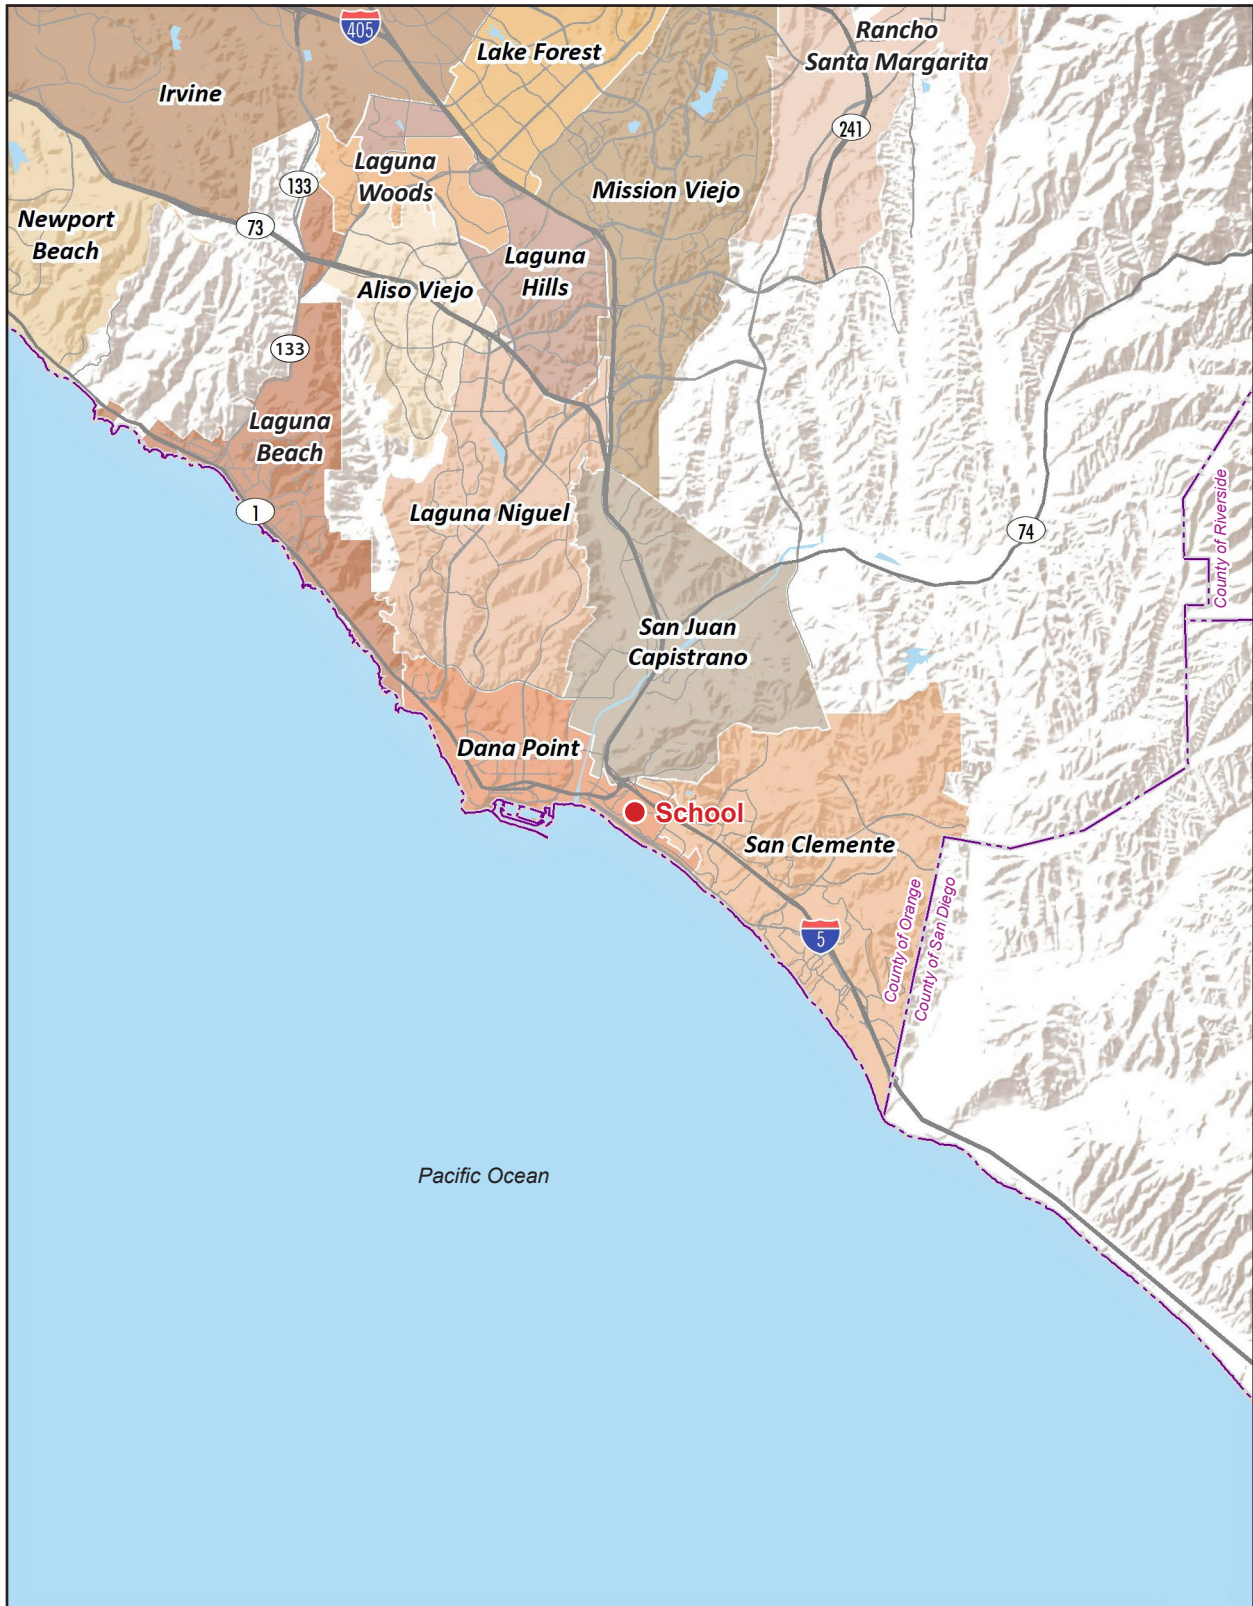 405
Rancho
Santa Margarita
Lake Forest
Irvine
241
Laguna
Woods
133
Mission Viejo
Newport
Beach
73
Laguna
Hills
Aliso Viejo
133
Laguna
Beach
1
Laguna Niguel
74
County of Riverside
San Juan
Capistrano
Dana Point
School
San Clemente
County of Orange
County of San Diego
5
Pacific Ocean